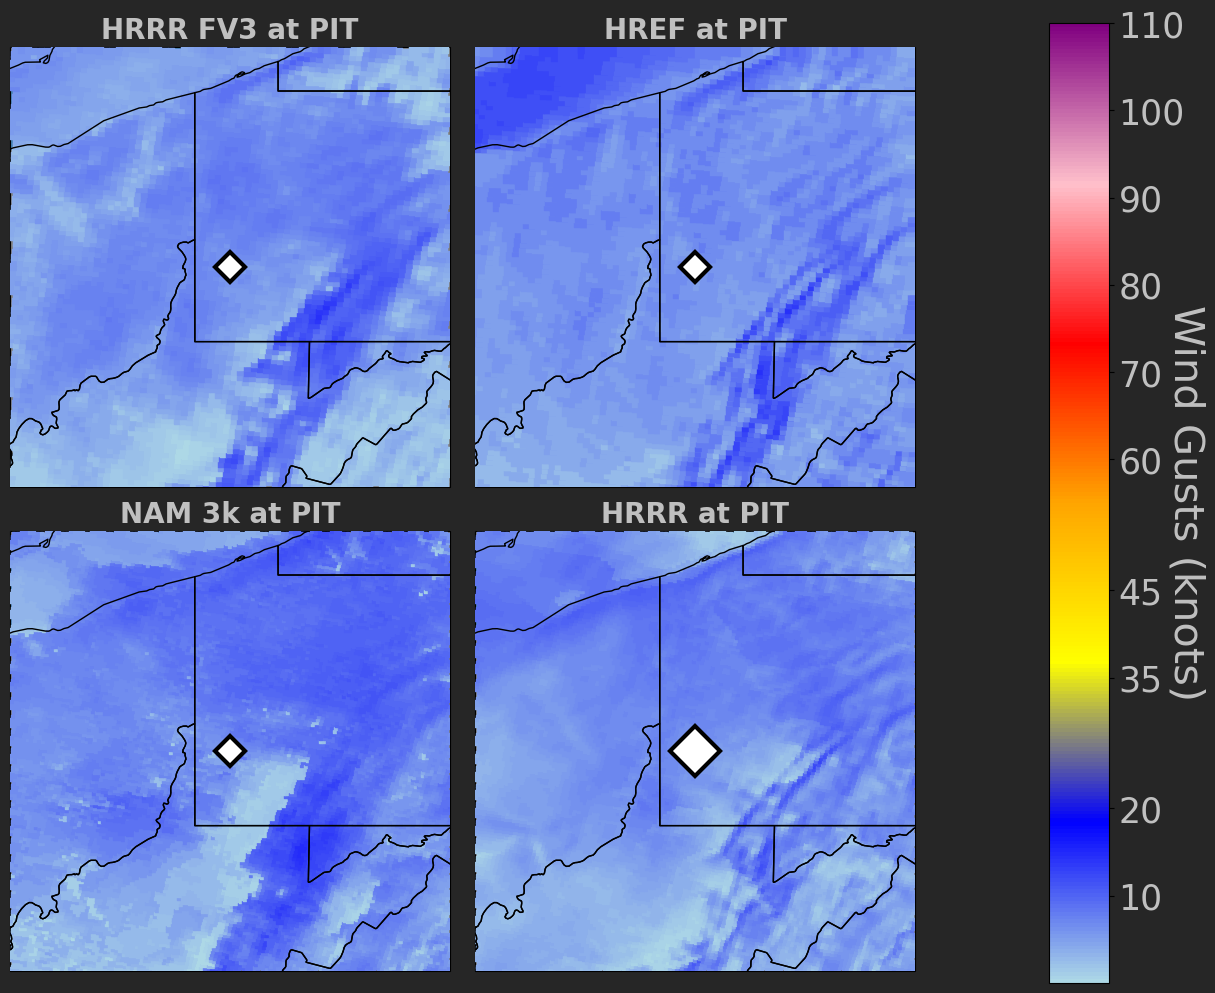 HRRR FV3 at PIT
HREF at PIT
NAM 3k at PIT
HRRR at PIT
110
100
90
80
70
60
45
35
20
10
Wind Gusts (knots)